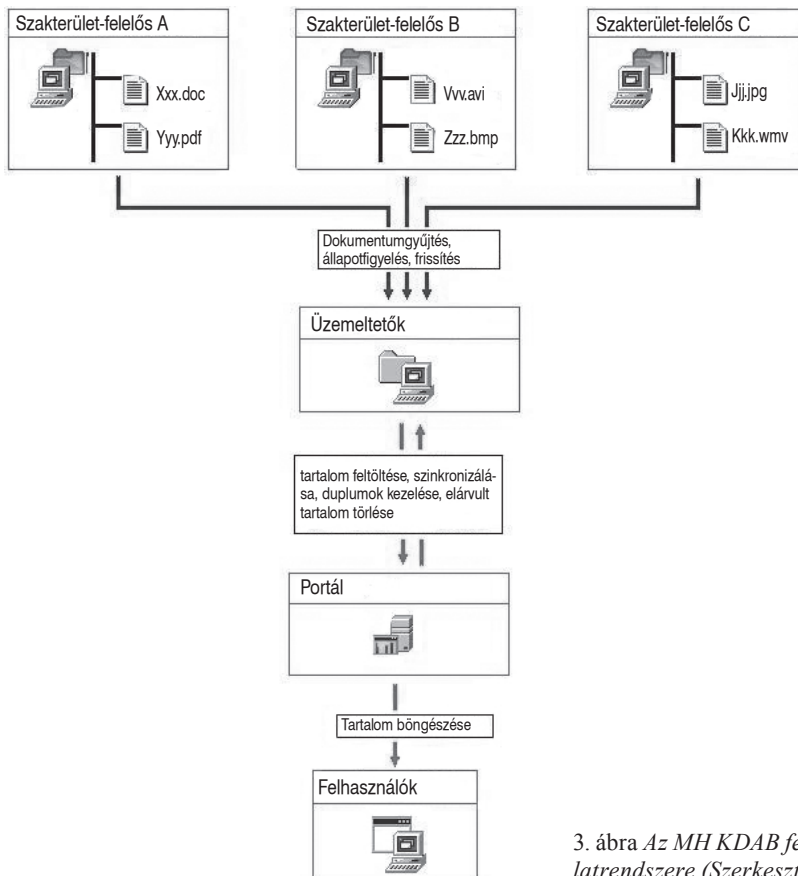 Szakterület-felelős A
Szakterület-felelős B
Szakterület-felelős C
Xxx.doc
Yyy.pdf
Vvv.avi
Zzz.bmp
Jjj.jpg
Kkk.wmv
Dokumentumgyűjtés,
állapotfigyelés, frissítés
Üzemeltetők
tartalom feltöltése, szinkronizálá-
sa, duplumok kezelése, elárvult
tartalom törlése
Portál
Tartalom böngészése
Felhasználók
3. ábra Az MH KDAB
latrendszere